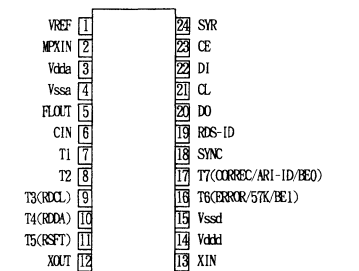 VREF 1 24 SYR
MPXIN 2 23 CE
Vdda 3 22 DI
Vssa 4 21 CL
FLOUT 5 20 DO
CIN 6 19 RDS-ID
T1 7 18 SYNC
T2 8 17 T7(CORREC/ARI-ID/BE0)
T3(RDCL) 9 16 T6(ERROR/57K/BE1)
T4(RDDA) 10 15 Vssd
T5(RSFT) 11 14 Vddd
XOUT 12 13 XIN